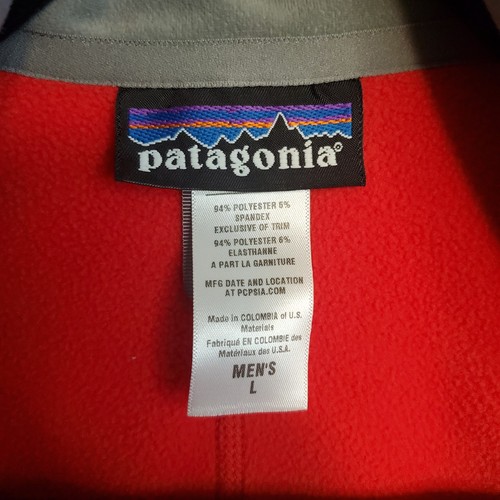 patagonia®
94% POLYESTER 6%
SPANDEX
EXCLUSIVE OF TRIM
94% POLYESTER 6%
ELASTHANNE
A PART LA GARNITURE
MFG DATE AND LOCATION
AT PCPSIA.COM
Made in COLOMBIA of U.S.
Materials
Fabriqué EN COLOMBIE des
Matériaux des U.S.A.
MEN'S
L